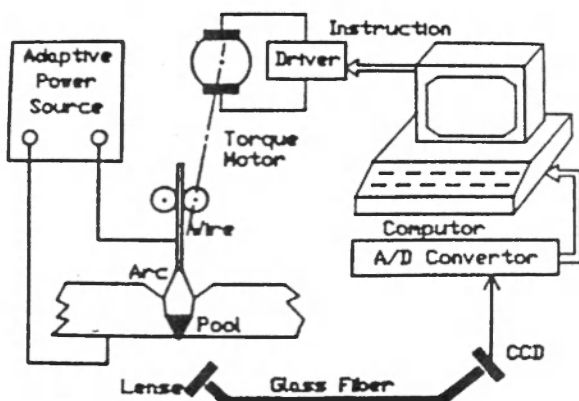 Instruction
Adaptive
Power
Source
Driver
Torque
Motor
Wire
Computor
A/D Convertor
Arc
Pool
CCD
Lense
Glass Fiber